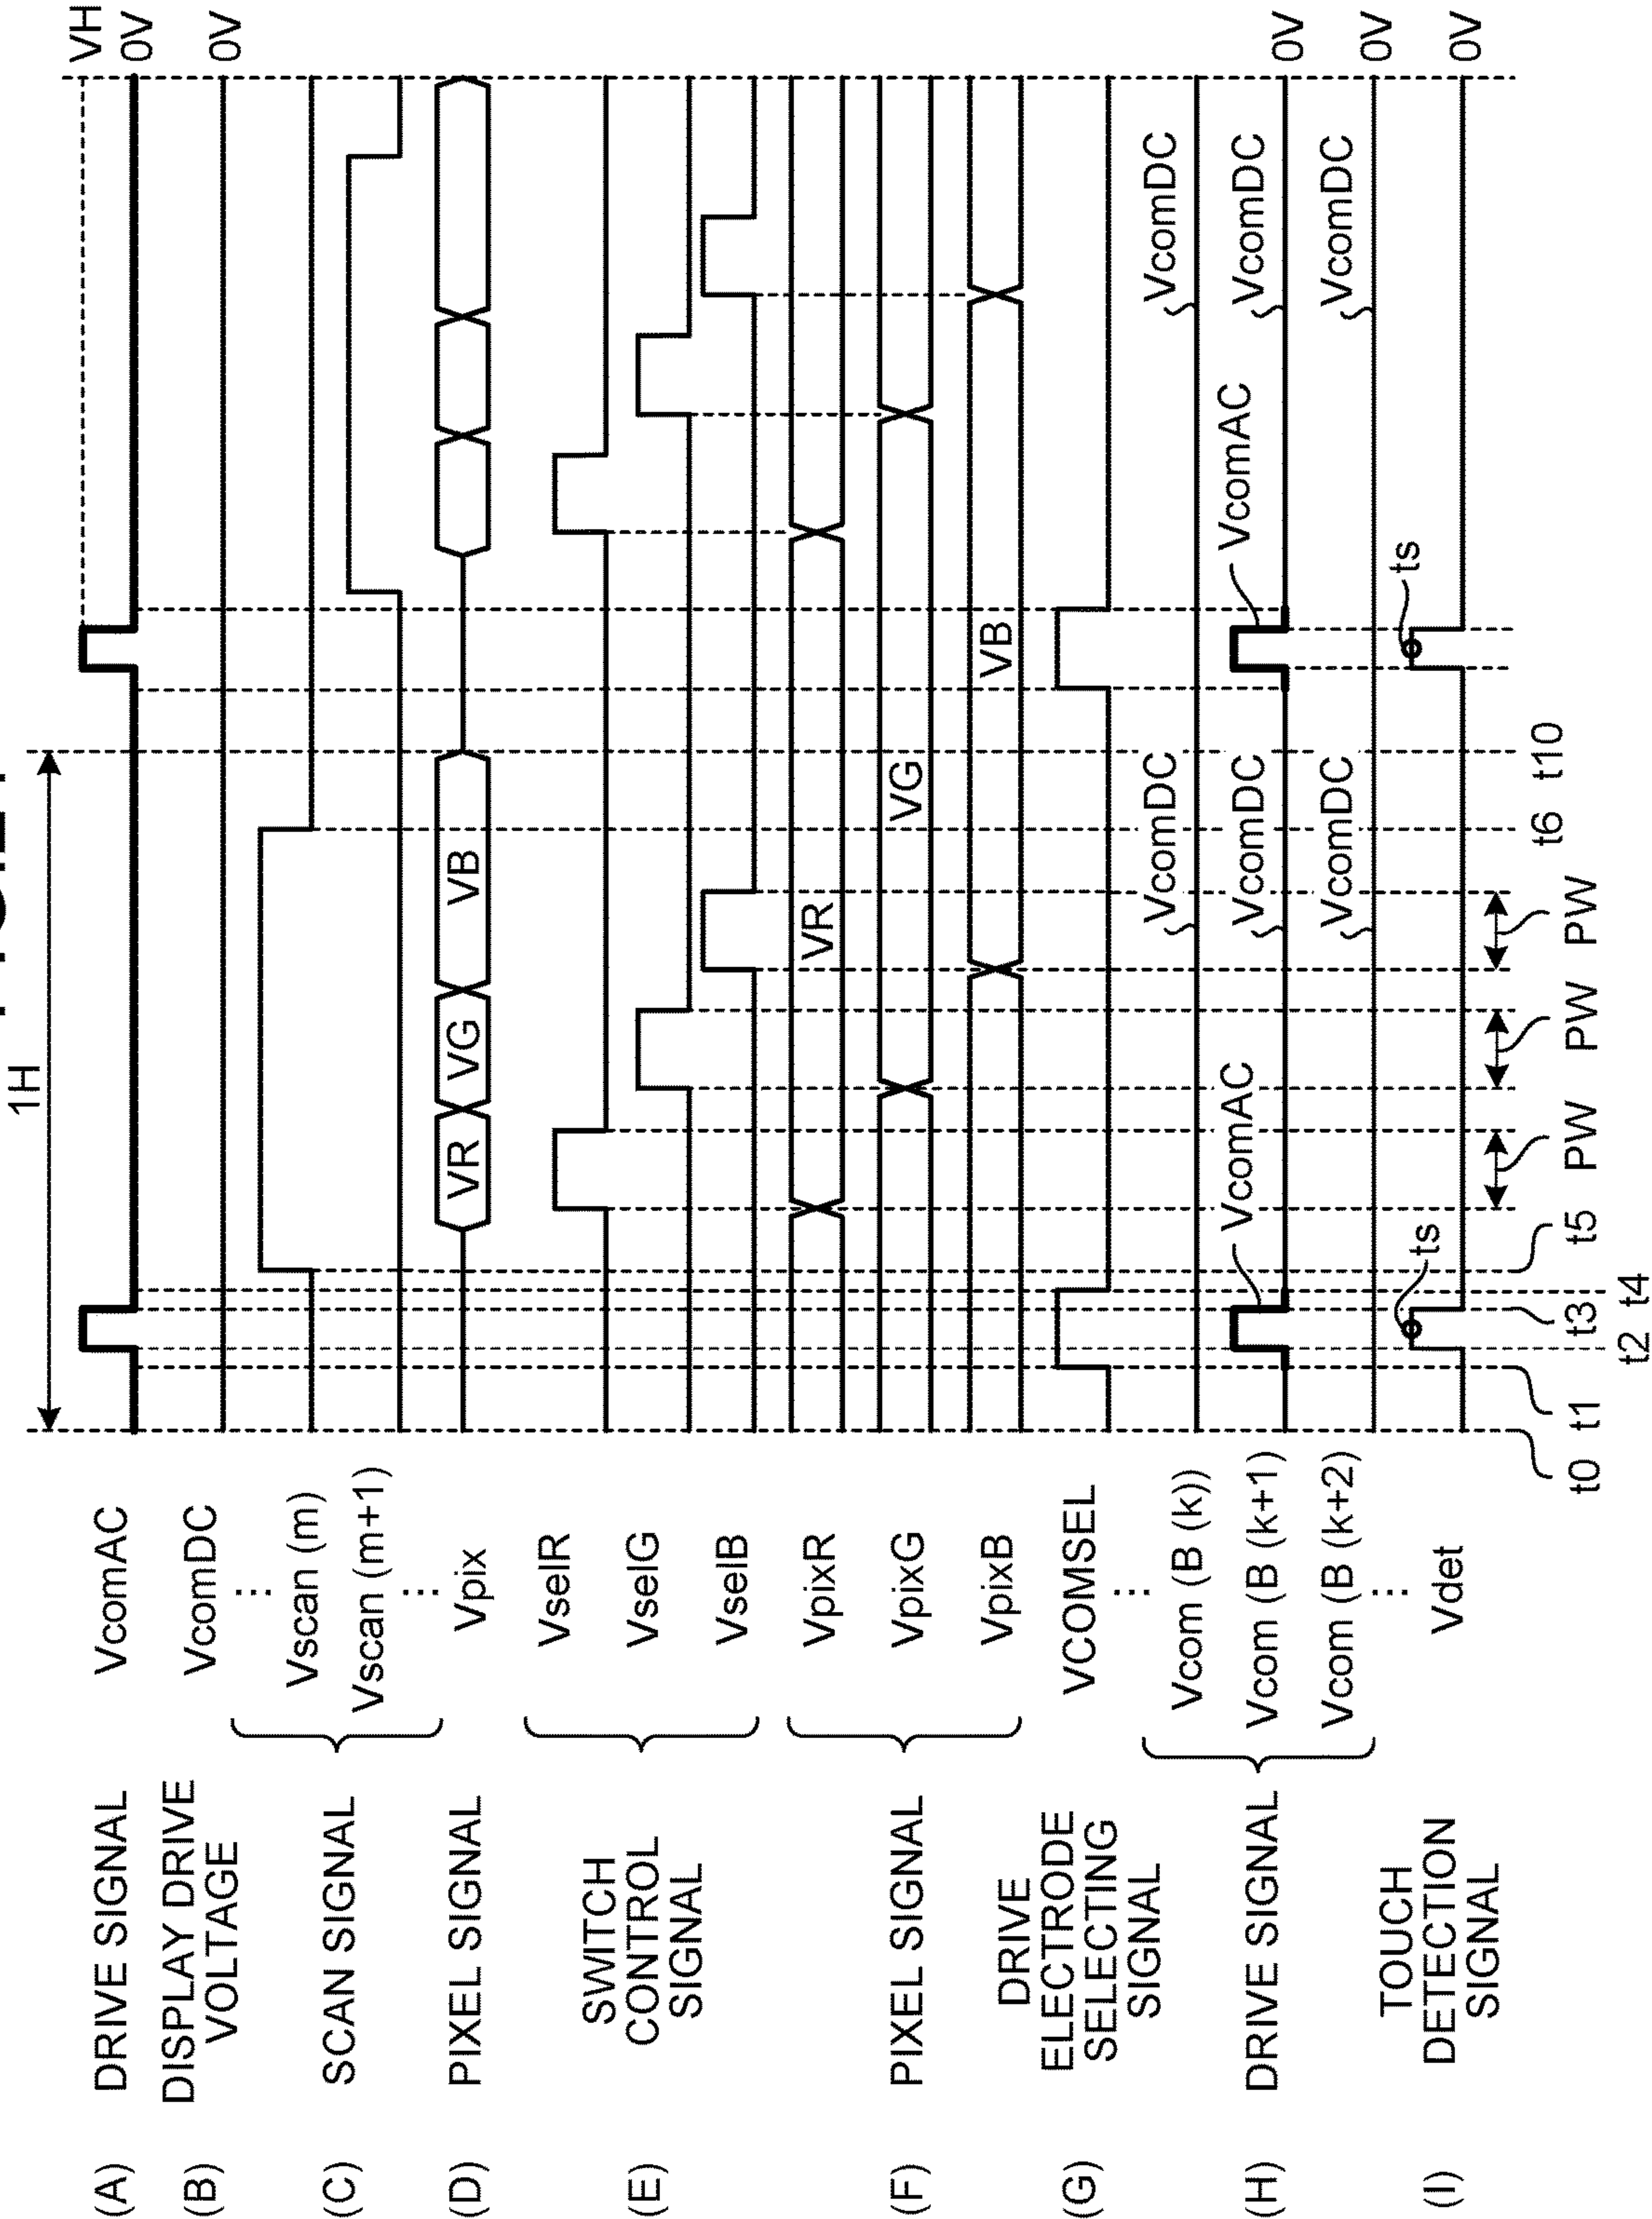 1H
(A) DRIVE SIGNAL VcomAC VH 0V
(B) DISPLAY DRIVE VOLTAGE VcomDC 0V
...
(C) SCAN SIGNAL Vscan (m)
Vscan (m+1)
...
(D) PIXEL SIGNAL Vpix VR VG VB
(E) SWITCH CONTROL SIGNAL VselR
VselG
VselB
(F) PIXEL SIGNAL VpixR VR
VpixG VG
VpixB VB
(G) DRIVE ELECTRODE SELECTING SIGNAL VCOMSEL
...
(H) DRIVE SIGNAL Vcom (B (k)) VcomDC VcomDC
Vcom (B (k+1) VcomAC VcomDC VcomAC VcomDC 0V
Vcom (B (k+2) VcomDC VcomDC 0V
...
(I) TOUCH DETECTION SIGNAL Vdet ts ts 0V
PW PW PW
t0 t1 t3 t5 t6 t10
t2 t4